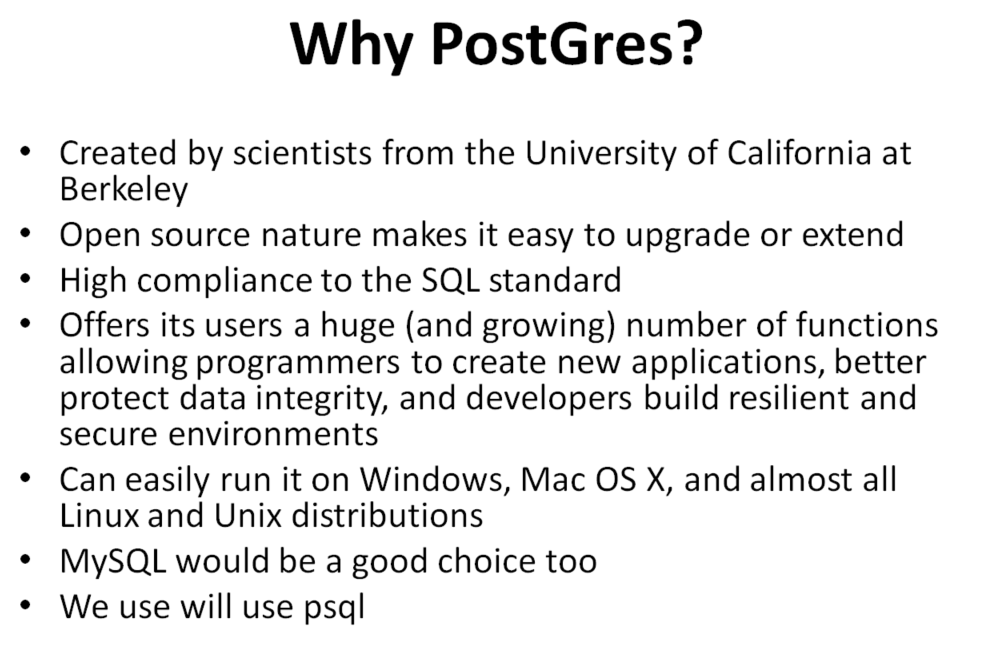 Why PostGres?
• Created by scientists from the University of California at
Berkeley
• Open source nature makes it easy to upgrade or extend
• High compliance to the SQL standard
• Offers its users a huge (and growing) number of functions
allowing programmers to create new applications, better
protect data integrity, and developers build resilient and
secure environments
• Can easily run it on Windows, Mac OS X, and almost all
Linux and Unix distributions
• MySQL would be a good choice too
• We use will use psql